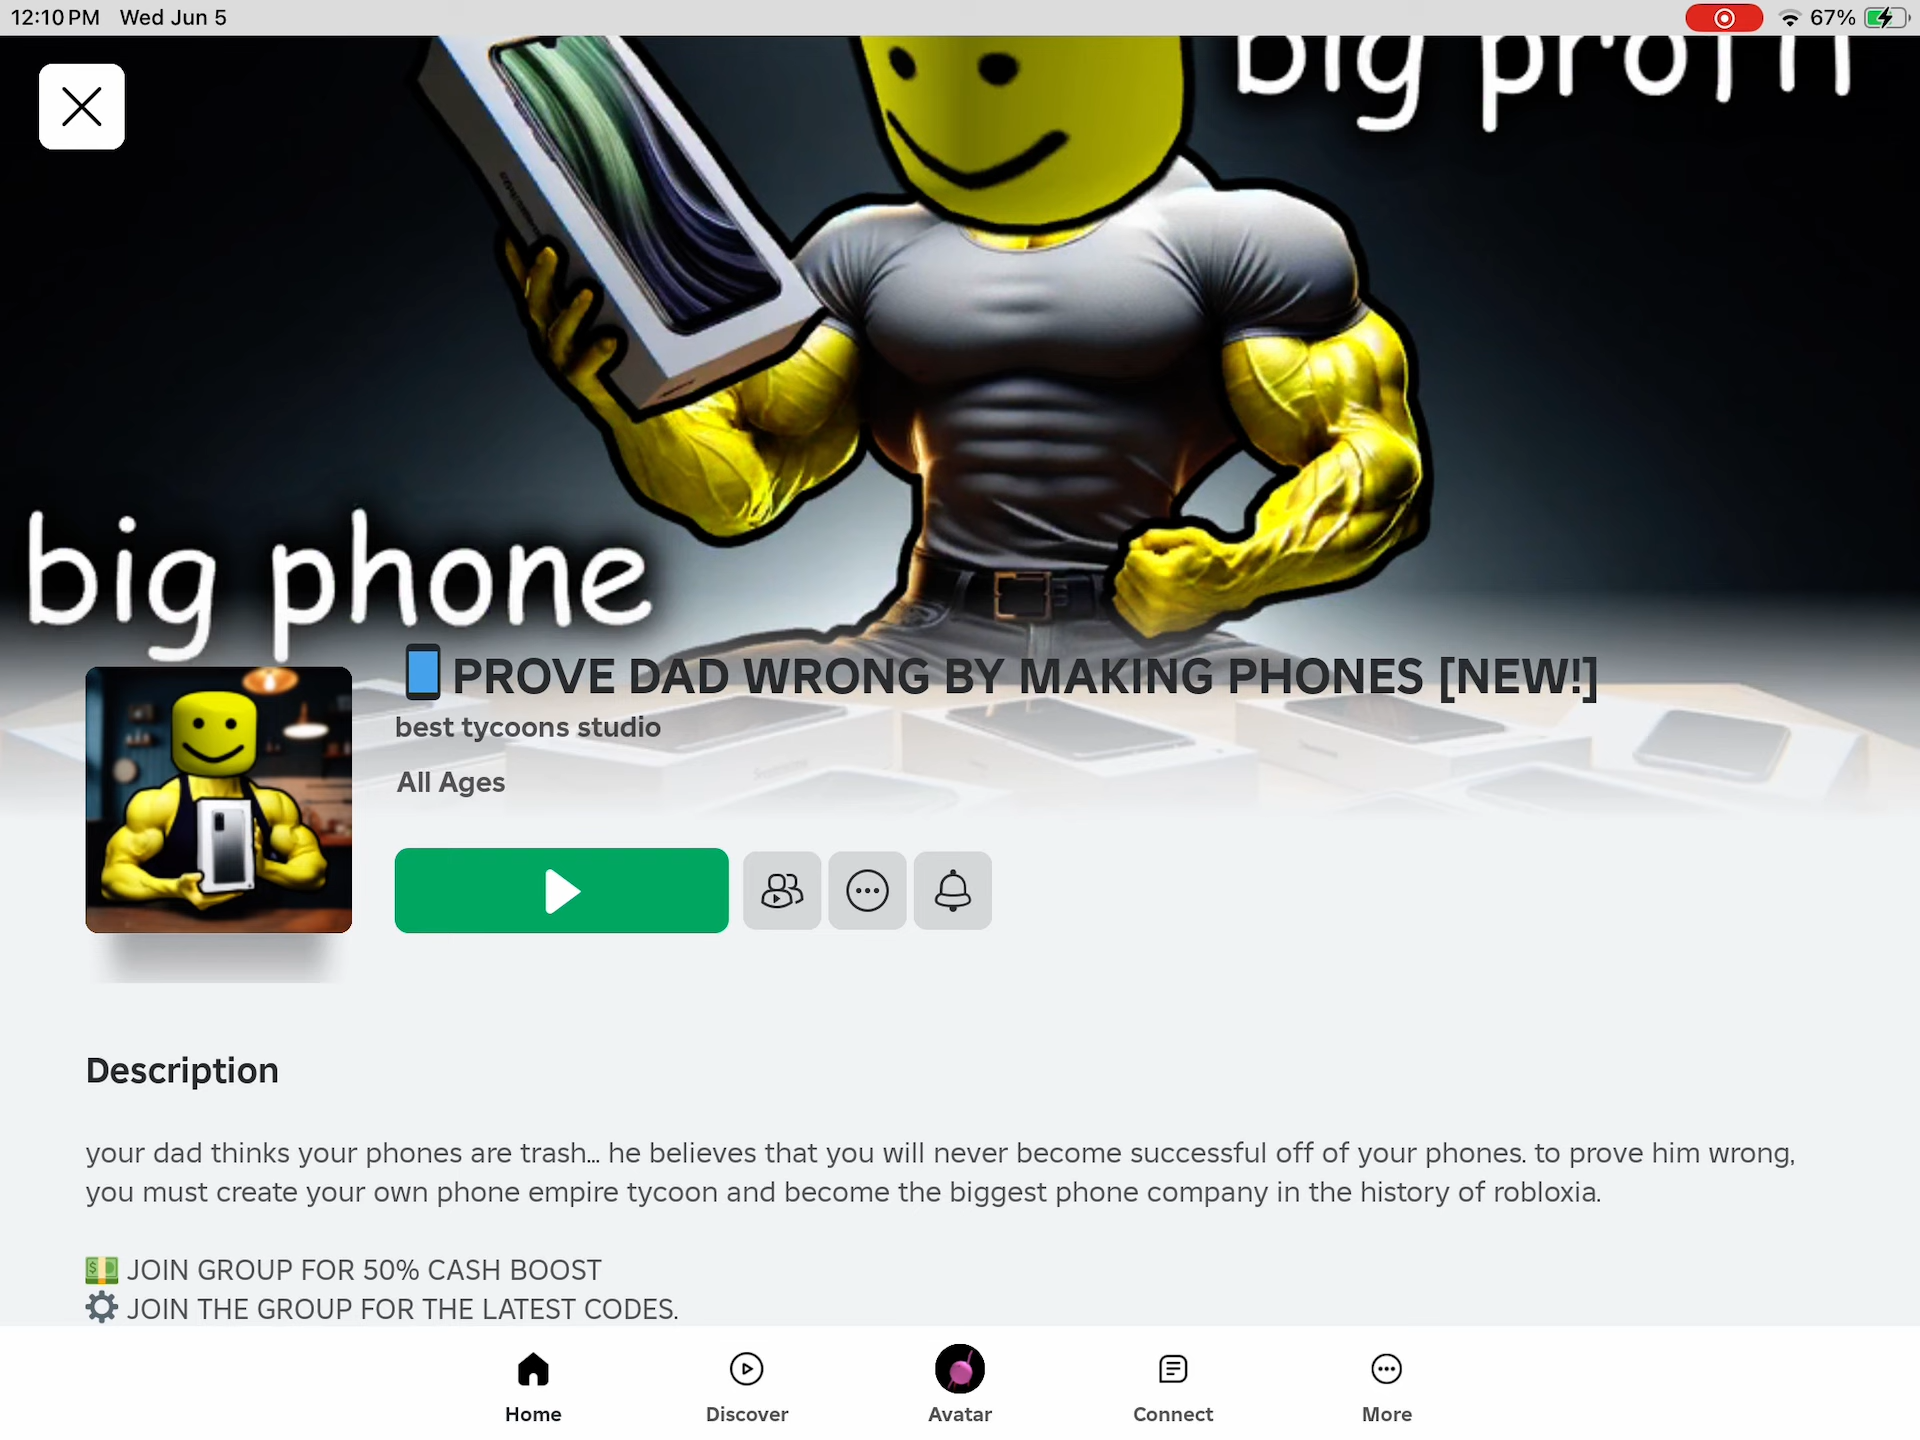 12:10 PM Wed Jun 5
67%
big profit
big phone
PROVE DAD WRONG BY MAKING PHONES [NEW!]
best tycoons studio
All Ages
Description
your dad thinks your phones are trash... he believes that you will never become successful off of your phones. to prove him wrong,
you must create your own phone empire tycoon and become the biggest phone company in the history of robloxia.
JOIN GROUP FOR 50% CASH BOOST
JOIN THE GROUP FOR THE LATEST CODES.
Home
Discover
Avatar
Connect
More